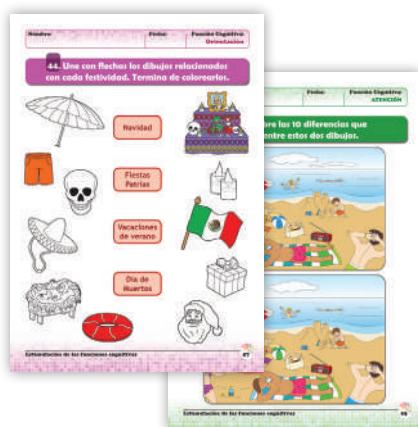 Nombre:
Fecha:
Función Cognitiva
Orientación
44. Une con flechas los dibujos relacionados
con cada festividad. Termina de colorearlos.
Navidad
Fiestas
Patrias
Vacaciones
de verano
Día de
Muertos
Estimulación de las funciones cognitivas
67
Fecha:
Función Cognitiva
ATENCIÓN
las 10 diferencias que
entre estos dos dibujos.
Estimulación de las funciones cognitivas